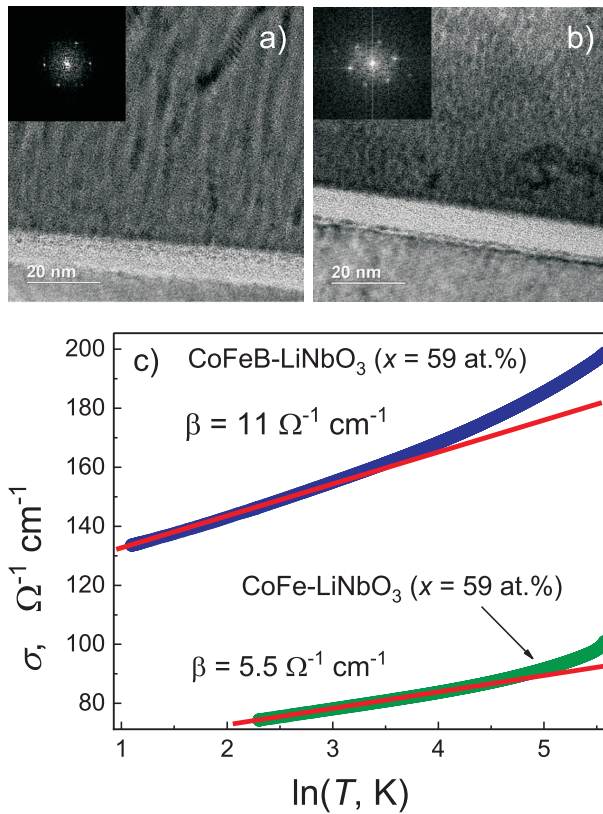 a)
b)
20 nm
20 nm
200
180
160
140
120
100
80
σ, Ω⁻¹ cm⁻¹
c)
CoFeB-LiNbO₃ (x = 59 at.%)
β = 11 Ω⁻¹ cm⁻¹
CoFe-LiNbO₃ (x = 59 at.%)
β = 5.5 Ω⁻¹ cm⁻¹
1 2 3 4 5
ln(T, K)